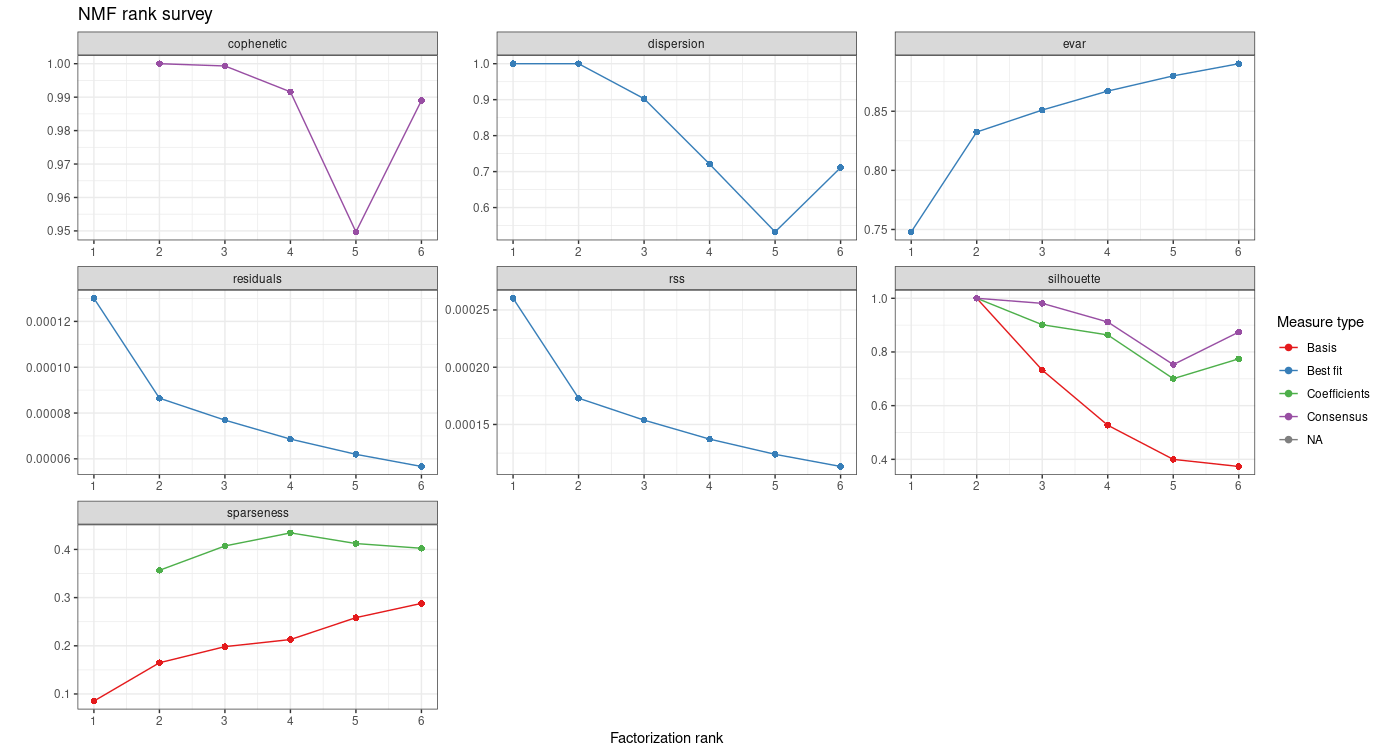 NMF rank survey
cophenetic
dispersion
evar
1.00
0.99
0.98
0.97
0.96
0.95
1 2 3 4 5 6
1.0
0.9
0.8
0.7
0.6
1 2 3 4 5 6
0.85
0.80
0.75
1 2 3 4 5 6
residuals
rss
silhouette
0.00012
0.00010
0.00008
0.00006
1 2 3 4 5 6
0.00025
0.00020
0.00015
1 2 3 4 5 6
1.0
0.8
0.6
0.4
1 2 3 4 5 6
sparseness
0.4
0.3
0.2
0.1
1 2 3 4 5 6
Factorization rank
Measure type
Basis
Best fit
Coefficients
Consensus
NA